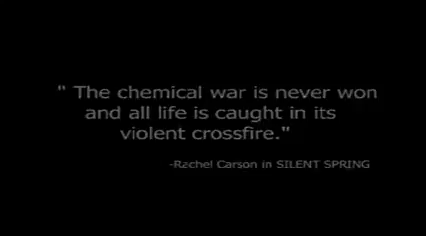 " The chemical war is never won
and all life is caught in its
violent crossfire."
-Rachel Carson in SILENT SPRING